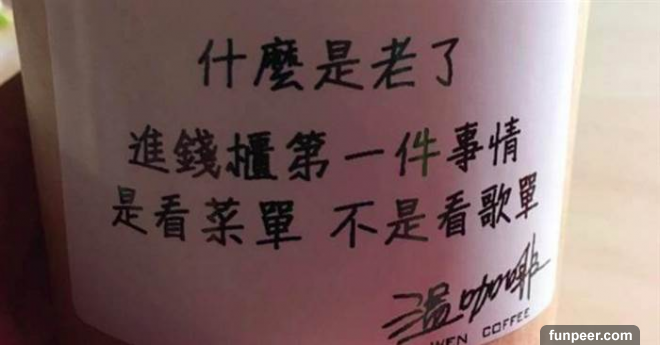 什麼是老了
進錢櫃第一件事情
是看菜單 不是看歌單
溫咖啡
WEN COFFEE
funpeer.com